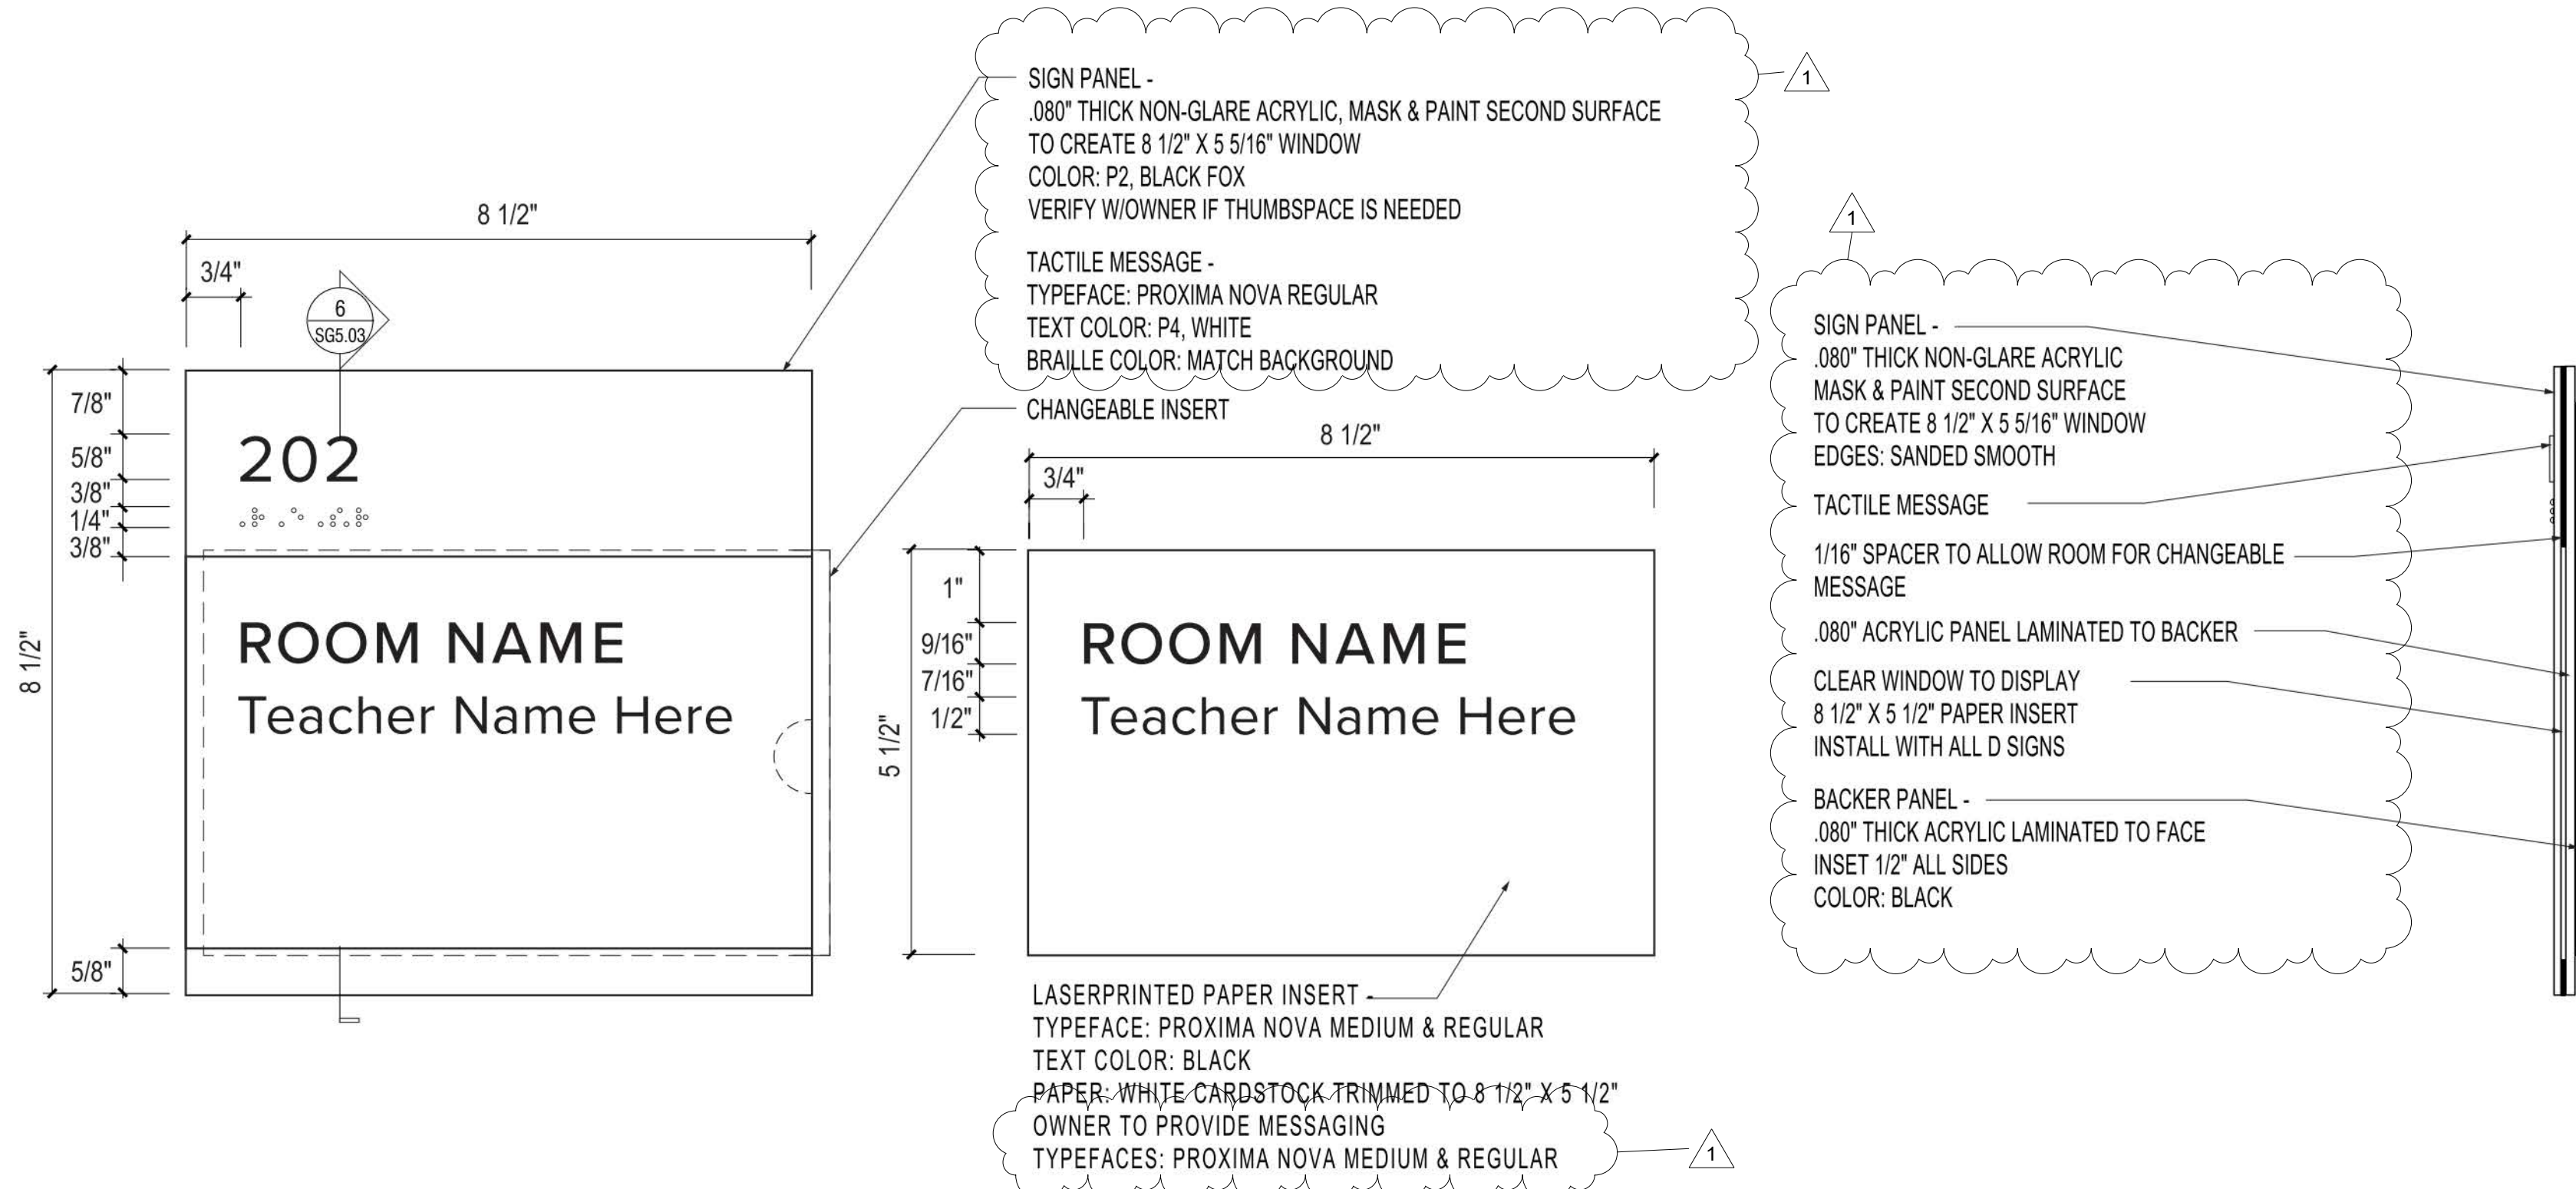 8 1/2"
3/4"
6
SG5.03
7/8"
5/8"
3/8"
1/4"
3/8"
8 1/2"
5/8"
202
ROOM NAME
Teacher Name Here
SIGN PANEL -
.080" THICK NON-GLARE ACRYLIC, MASK & PAINT SECOND SURFACE
TO CREATE 8 1/2" X 5 5/16" WINDOW
COLOR: P2, BLACK FOX
VERIFY W/OWNER IF THUMBSPACE IS NEEDED
TACTILE MESSAGE -
TYPEFACE: PROXIMA NOVA REGULAR
TEXT COLOR: P4, WHITE
BRAILLE COLOR: MATCH BACKGROUND
1
CHANGEABLE INSERT
8 1/2"
3/4"
1"
9/16"
7/16"
1/2"
5 1/2"
ROOM NAME
Teacher Name Here
LASERPRINTED PAPER INSERT -
TYPEFACE: PROXIMA NOVA MEDIUM & REGULAR
TEXT COLOR: BLACK
PAPER: WHITE CARDSTOCK TRIMMED TO 8 1/2" X 5 1/2"
OWNER TO PROVIDE MESSAGING
TYPEFACES: PROXIMA NOVA MEDIUM & REGULAR
1
1
SIGN PANEL -
.080" THICK NON-GLARE ACRYLIC
MASK & PAINT SECOND SURFACE
TO CREATE 8 1/2" X 5 5/16" WINDOW
EDGES: SANDED SMOOTH
TACTILE MESSAGE
1/16" SPACER TO ALLOW ROOM FOR CHANGEABLE
MESSAGE
.080" ACRYLIC PANEL LAMINATED TO BACKER
CLEAR WINDOW TO DISPLAY
8 1/2" X 5 1/2" PAPER INSERT
INSTALL WITH ALL D SIGNS
BACKER PANEL -
.080" THICK ACRYLIC LAMINATED TO FACE
INSET 1/2" ALL SIDES
COLOR: BLACK